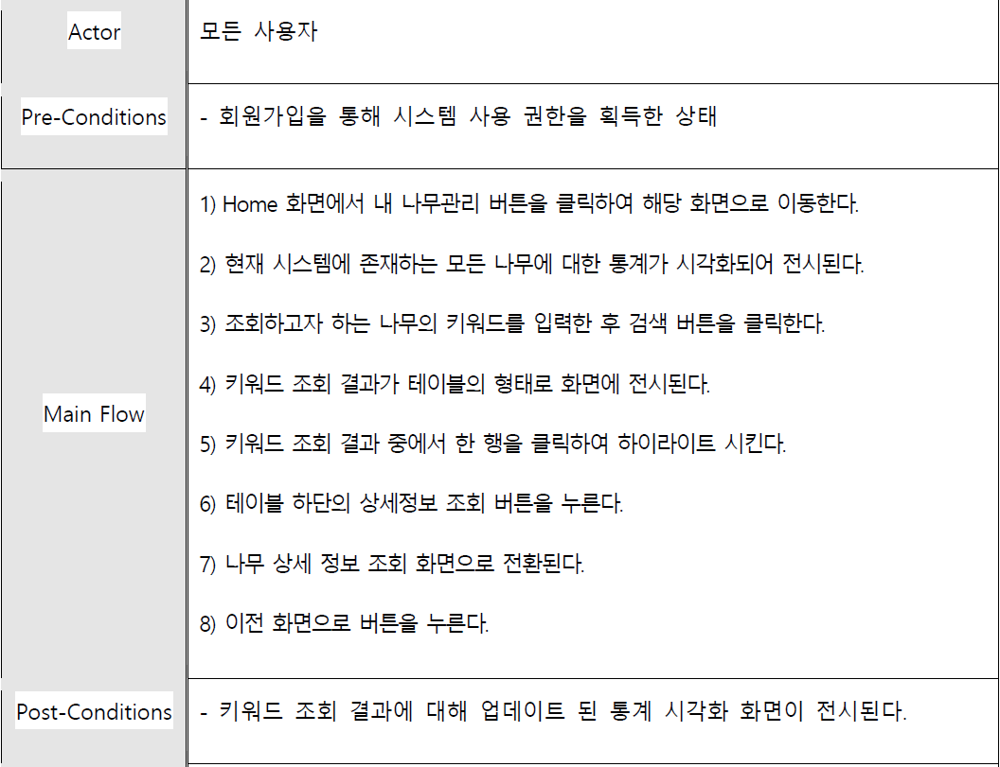 Actor
모든 사용자
Pre-Conditions
- 회원가입을 통해 시스템 사용 권한을 획득한 상태
Main Flow
1) Home 화면에서 내 나무관리 버튼을 클릭하여 해당 화면으로 이동한다.
2) 현재 시스템에 존재하는 모든 나무에 대한 통계가 시각화되어 전시된다.
3) 조회하고자 하는 나무의 키워드를 입력한 후 검색 버튼을 클릭한다.
4) 키워드 조회 결과가 테이블의 형태로 화면에 전시된다.
5) 키워드 조회 결과 중에서 한 행을 클릭하여 하이라이트 시킨다.
6) 테이블 하단의 상세정보 조회 버튼을 누른다.
7) 나무 상세 정보 조회 화면으로 전환된다.
8) 이전 화면으로 버튼을 누른다.
Post-Conditions
- 키워드 조회 결과에 대해 업데이트 된 통계 시각화 화면이 전시된다.